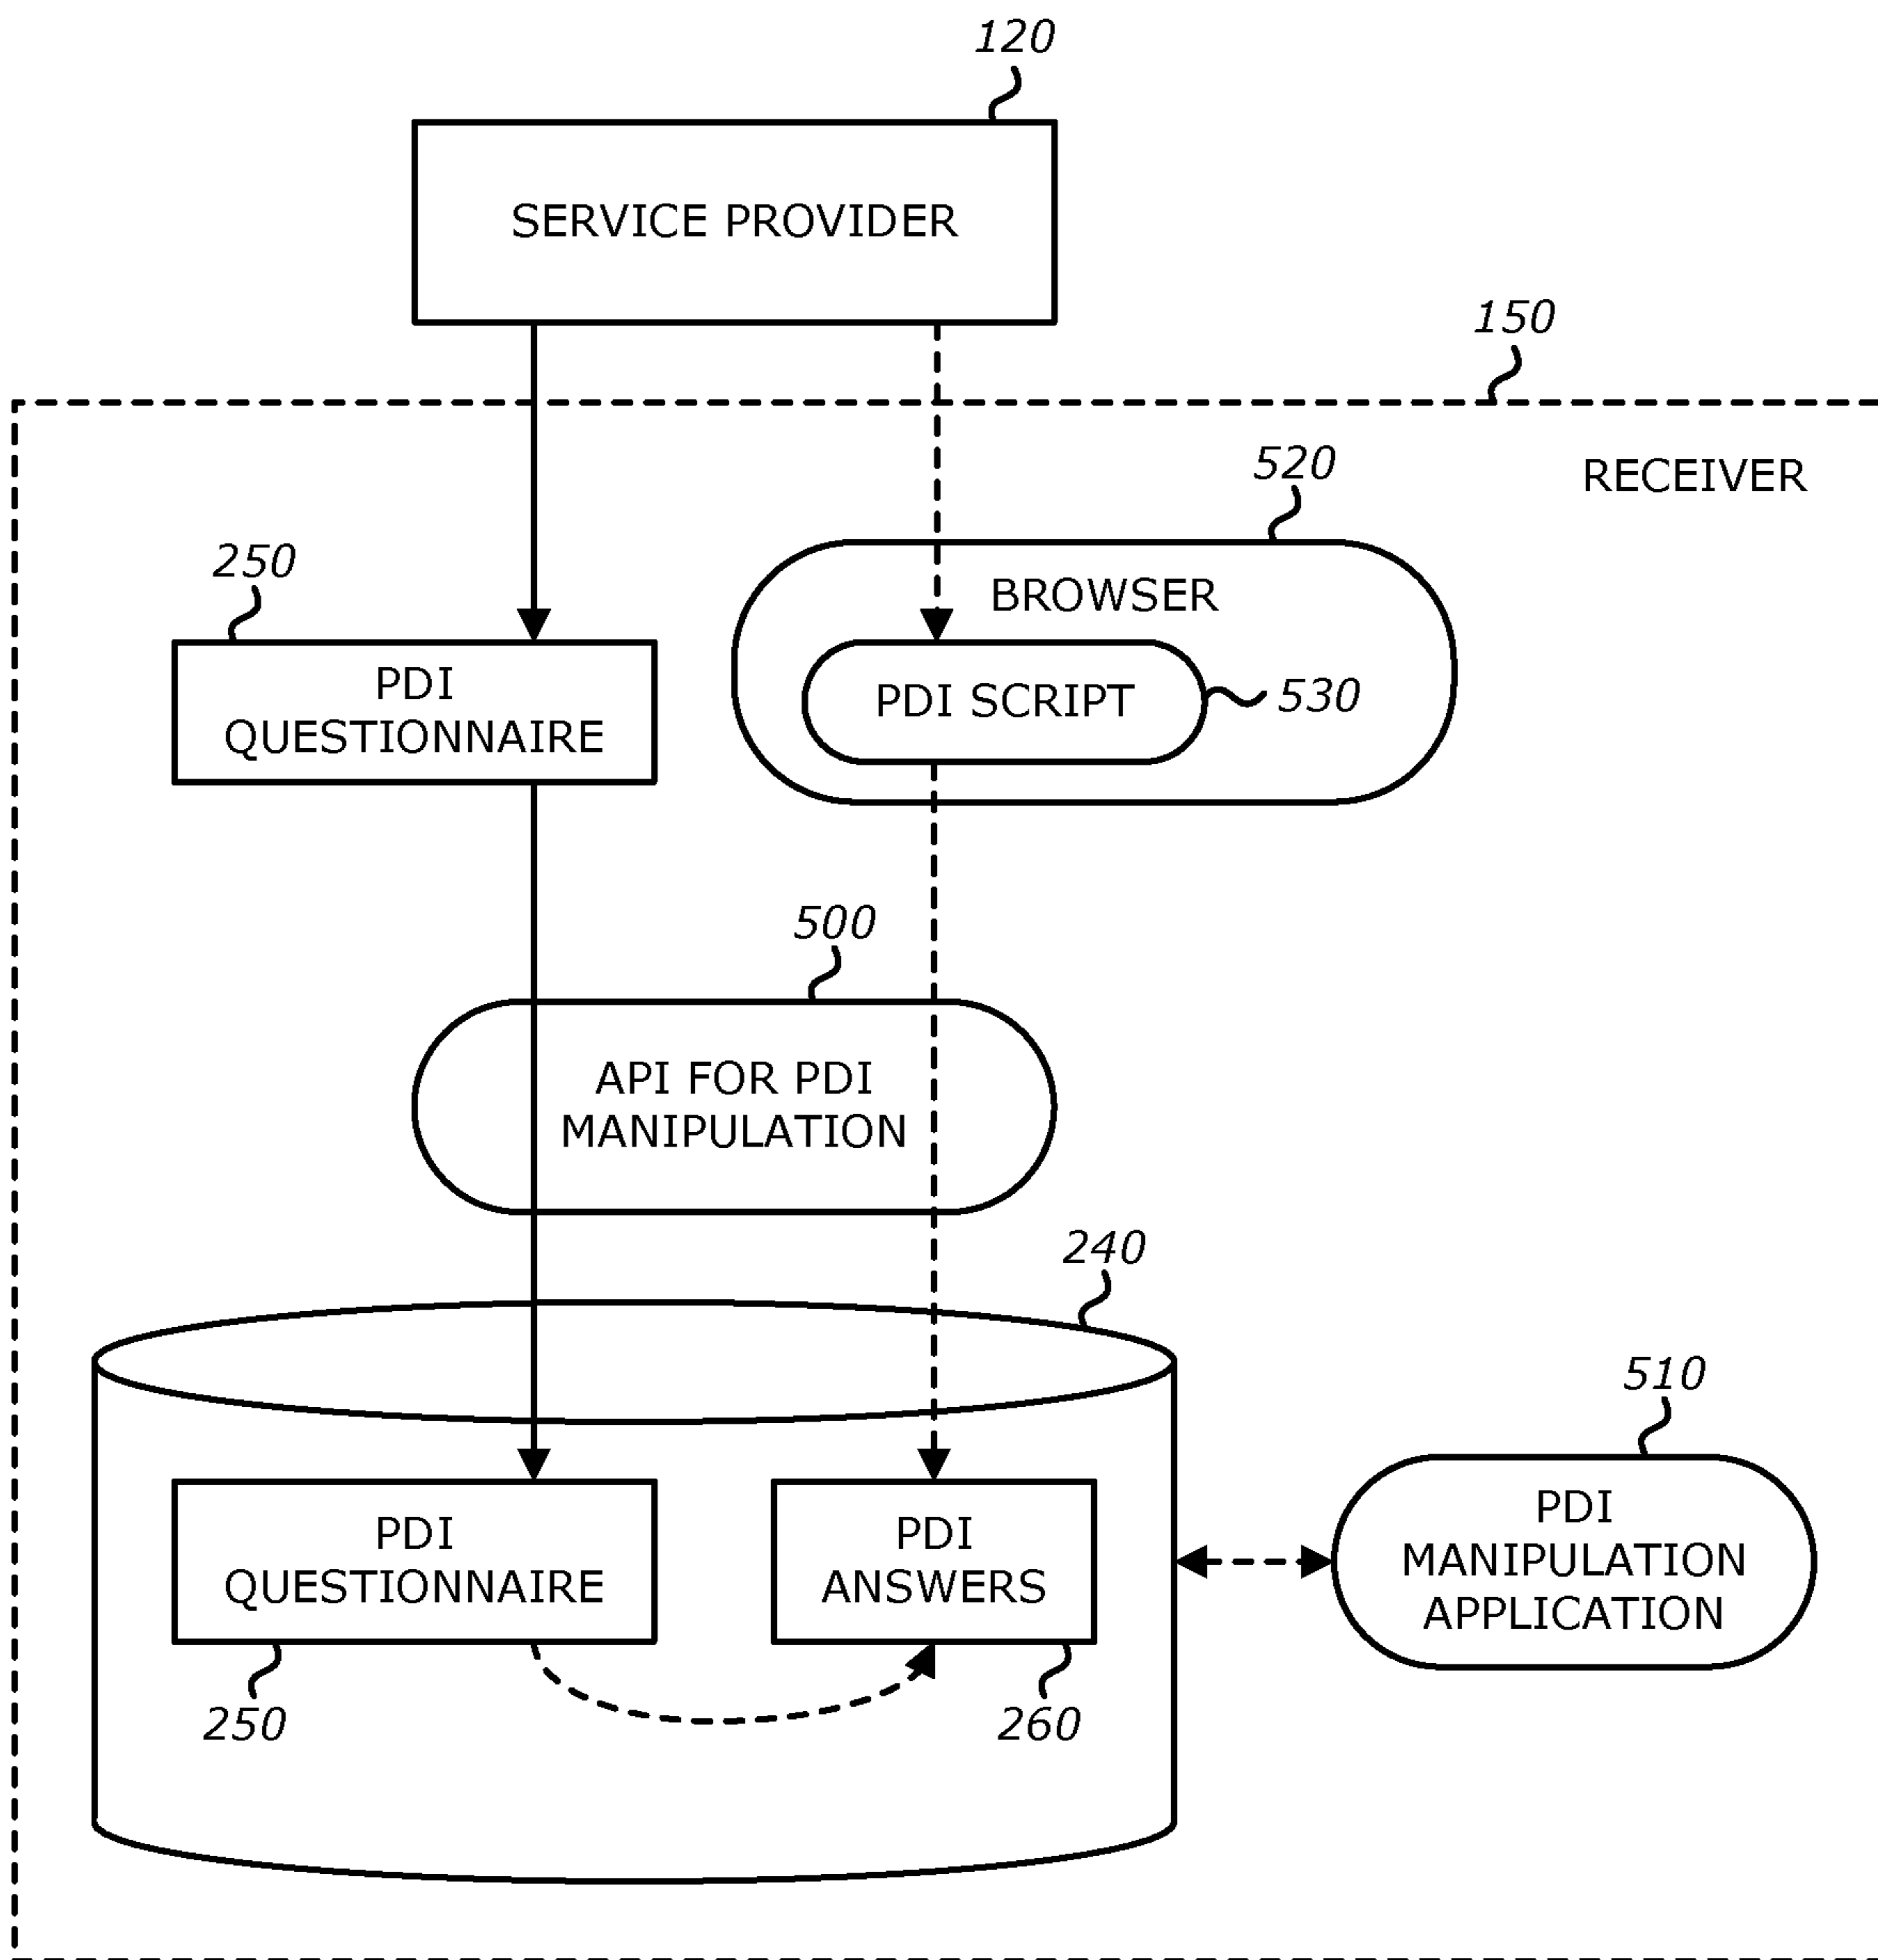 120
SERVICE PROVIDER
150
RECEIVER
520
BROWSER
250
PDI
QUESTIONNAIRE
PDI SCRIPT
530
500
API FOR PDI
MANIPULATION
240
510
PDI
QUESTIONNAIRE
PDI
ANSWERS
PDI
MANIPULATION
APPLICATION
250
260